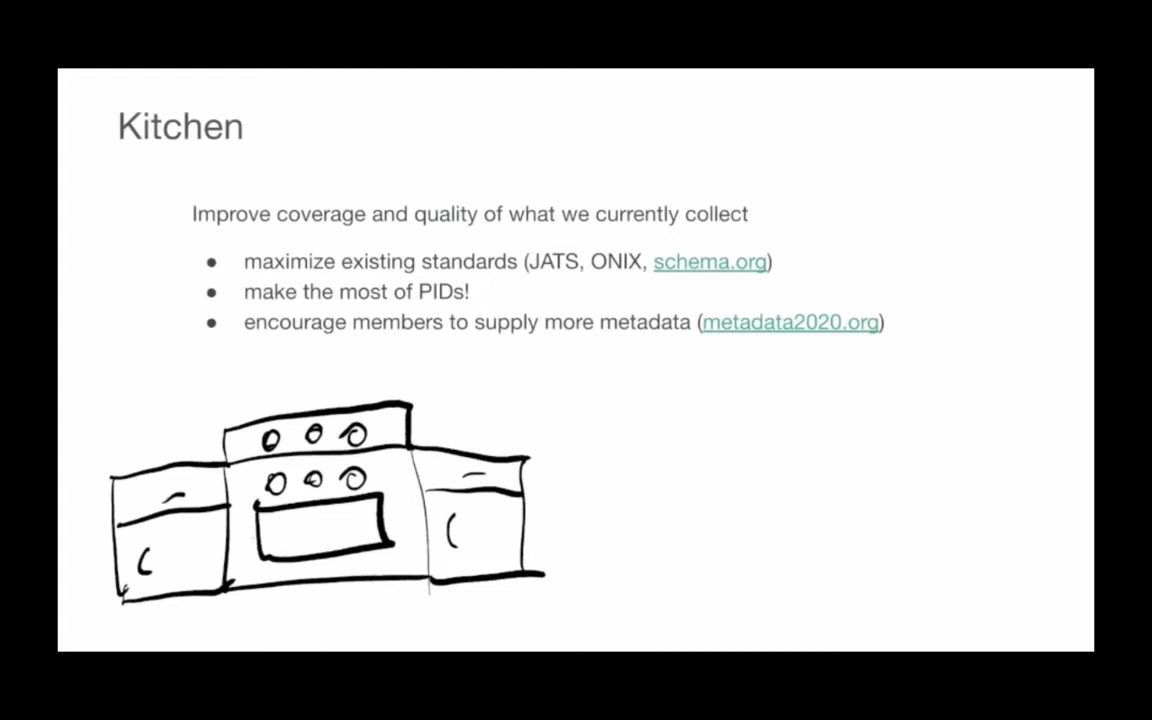 Kitchen
Improve coverage and quality of what we currently collect
● maximize existing standards (JATS, ONIX, schema.org)
● make the most of PIDs!
● encourage members to supply more metadata (metadata2020.org)